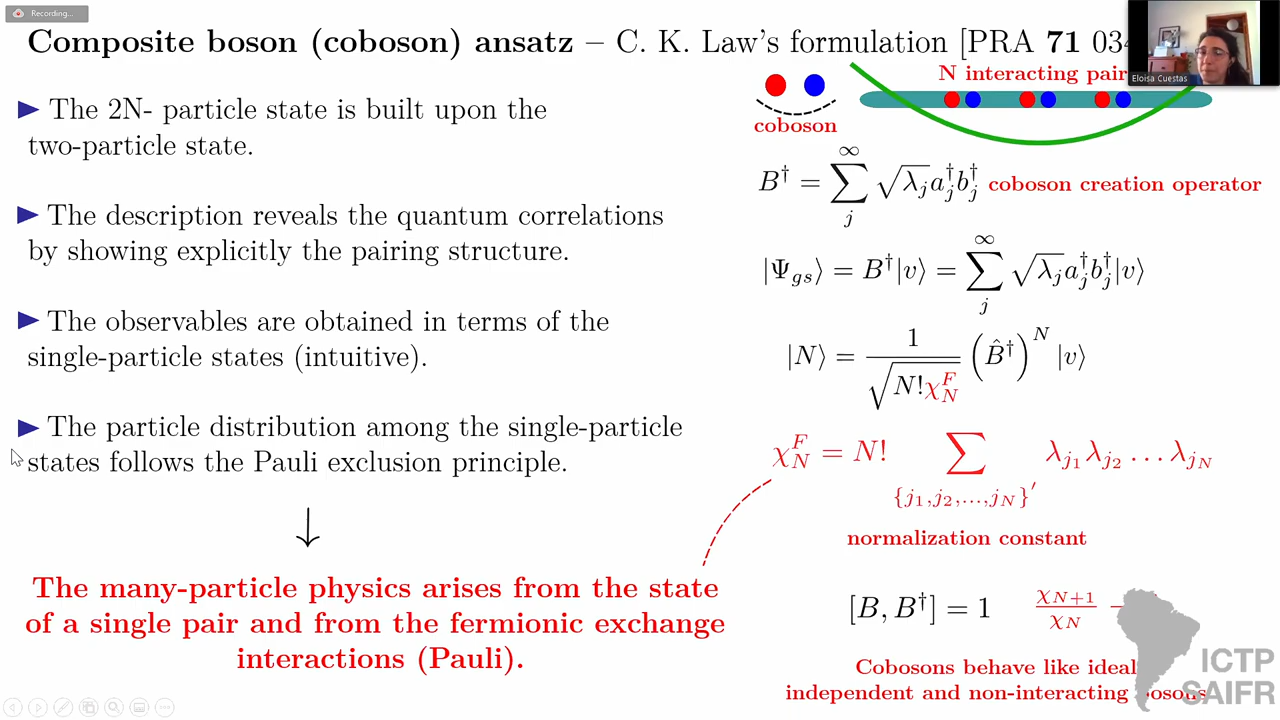 Recording...
Composite boson (coboson) ansatz – C. K. Law's formulation [PRA 71 034
Eloisa Cuestas
▶ The 2N- particle state is built upon the
two-particle state.
▶ The description reveals the quantum correlations
by showing explicitly the pairing structure.
▶ The observables are obtained in terms of the
single-particle states (intuitive).
▶ The particle distribution among the single-particle
states follows the Pauli exclusion principle.
↓
The many-particle physics arises from the state
of a single pair and from the fermionic exchange
interactions (Pauli).
N interacting pair
coboson
B† = ∑_j^∞ √λ_j a_j† b_j† coboson creation operator
|Ψ_gs⟩ = B†|v⟩ = ∑_j^∞ √λ_j a_j† b_j† |v⟩
|N⟩ = 1/√(N!χ_N^F) (B̂†)^N |v⟩
χ_N^F = N! ∑_{{j_1,j_2,...,j_N}′} λ_{j_1} λ_{j_2} … λ_{j_N}
normalization constant
[B, B†] = 1 χ_{N+1}/χ_N
Cobosons behave like ideal
independent and non-interacting bosons
ICTP
SAIFR